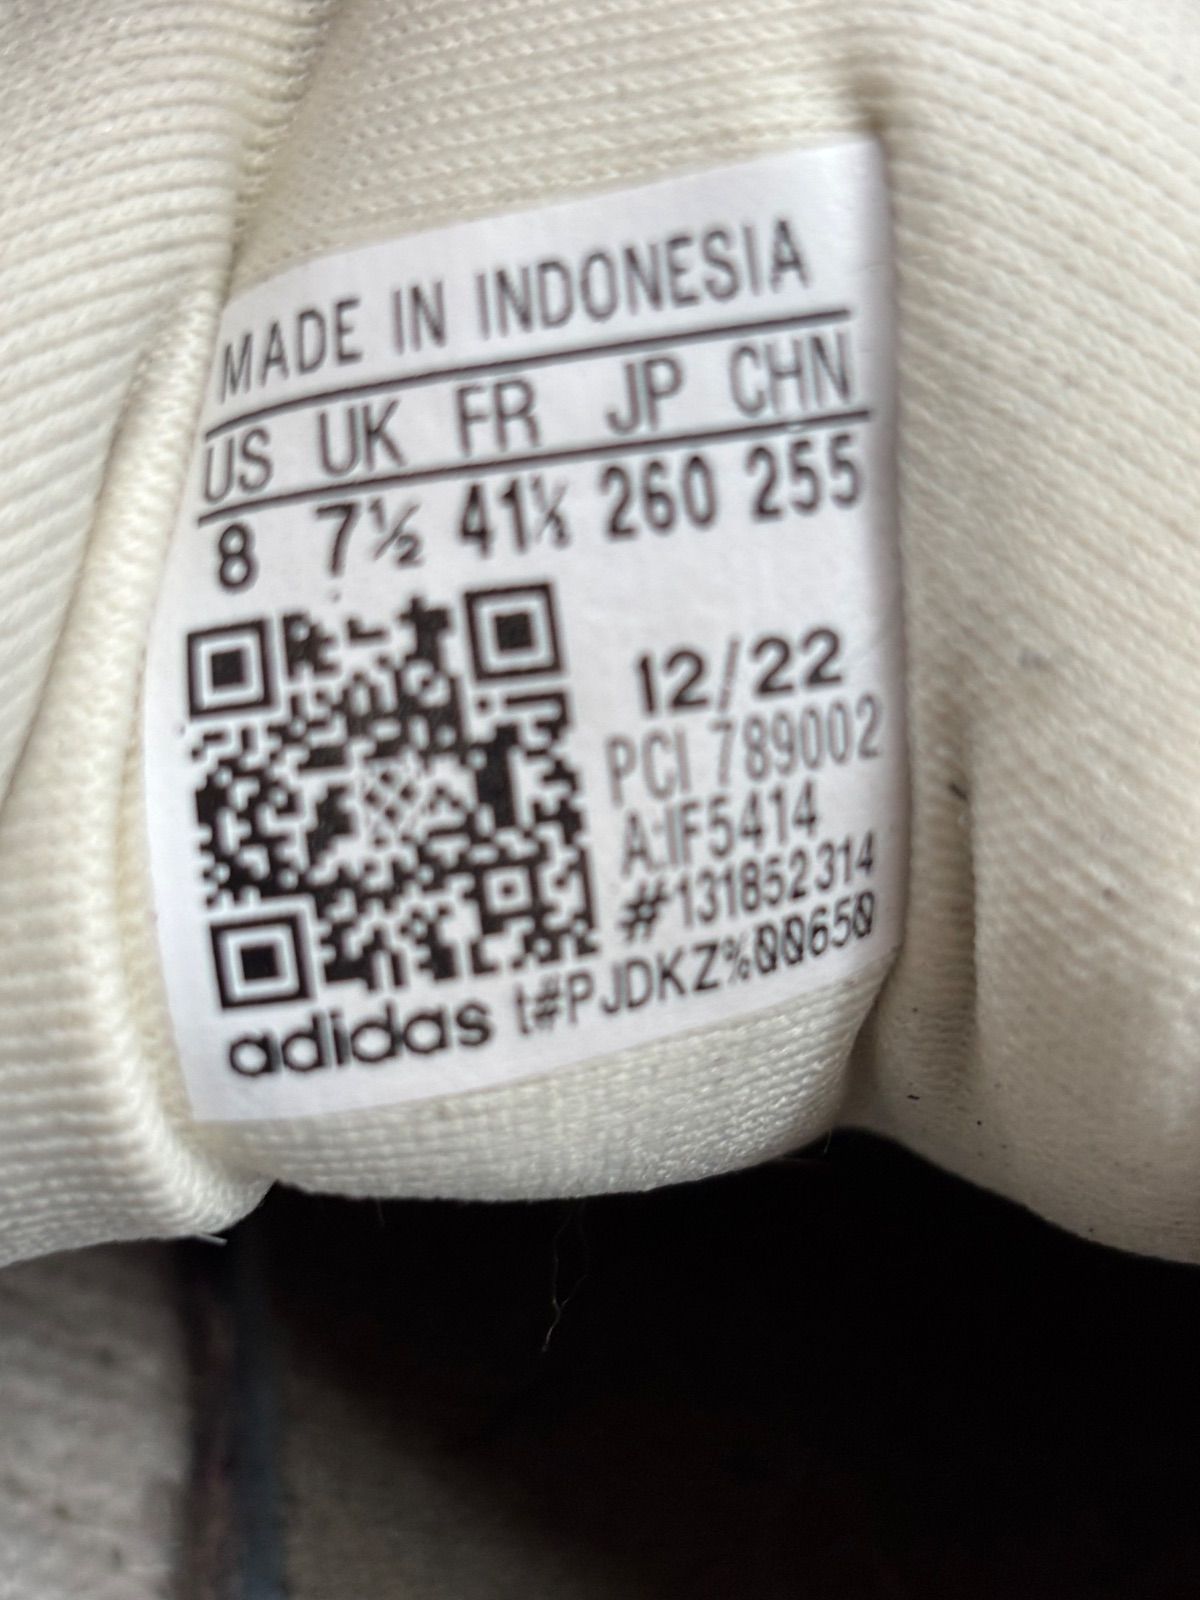 MADE IN INDONESIA
US UK FR JP CHN
8 7½ 41⅓ 260 255
12/22
PCI 789002
A:IF5414
#131852314
adidas t#PJDKZ%00650